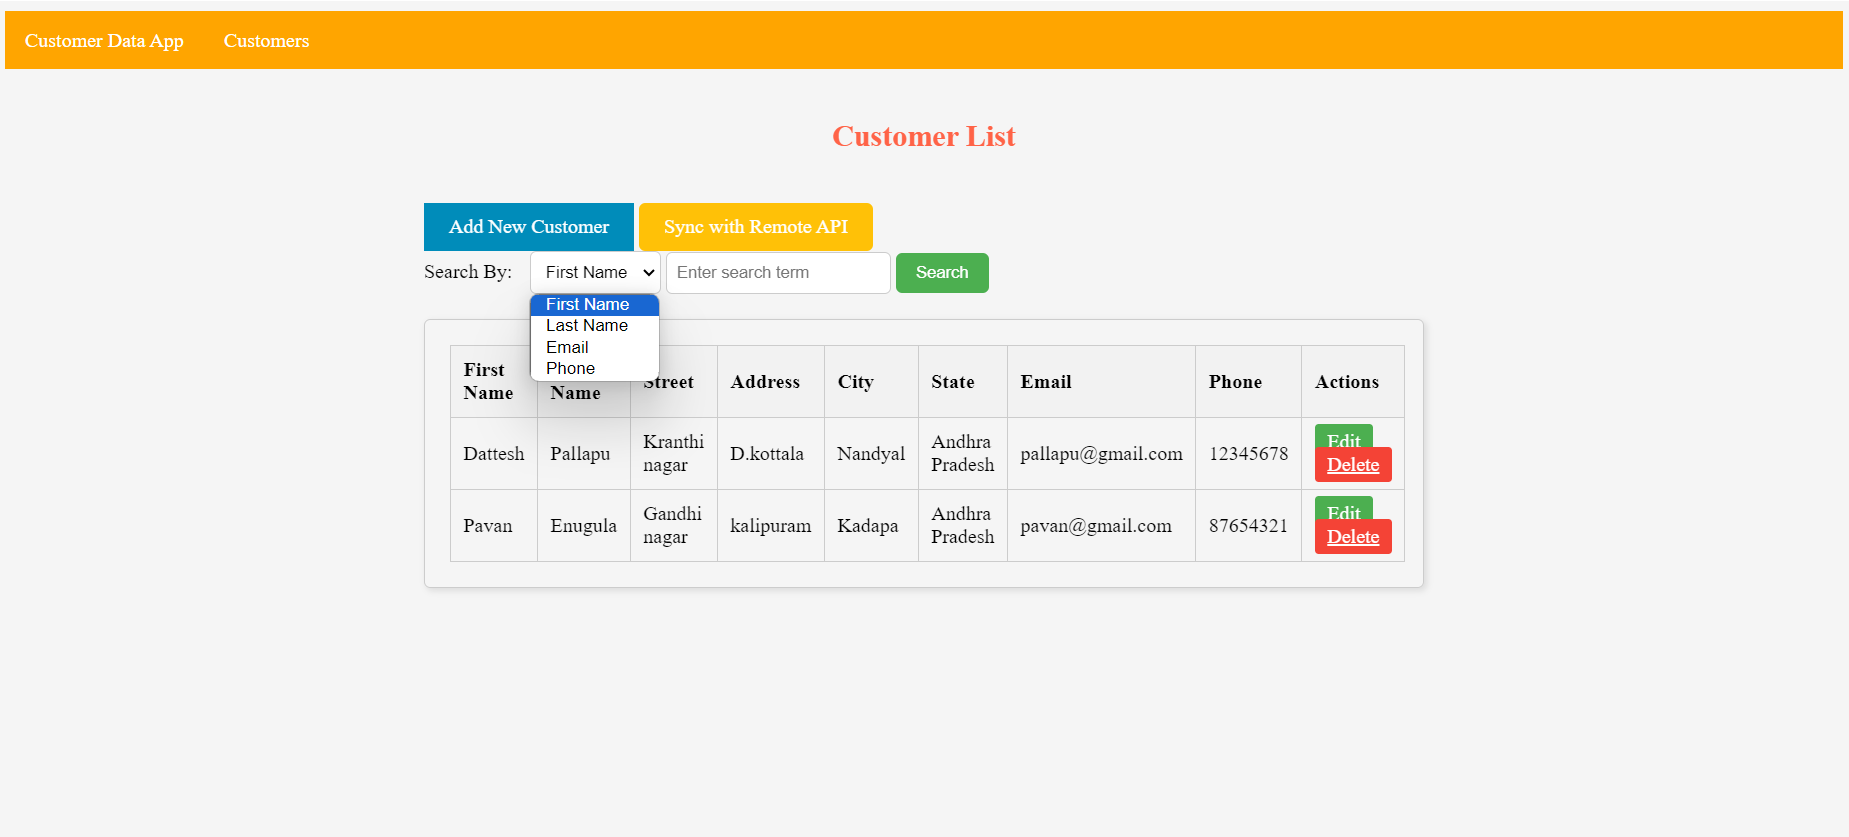 Customer Data App Customers
Customer List
Add New Customer Sync with Remote API
Search By: First Name Enter search term Search
First Name
Last Name
Email
Phone
First Name Name Street Address City State Email Phone Actions
Dattesh Pallapu Kranthi nagar D.kottala Nandyal Andhra Pradesh pallapu@gmail.com 12345678 Edit Delete
Pavan Enugula Gandhi nagar kalipuram Kadapa Andhra Pradesh pavan@gmail.com 87654321 Edit Delete